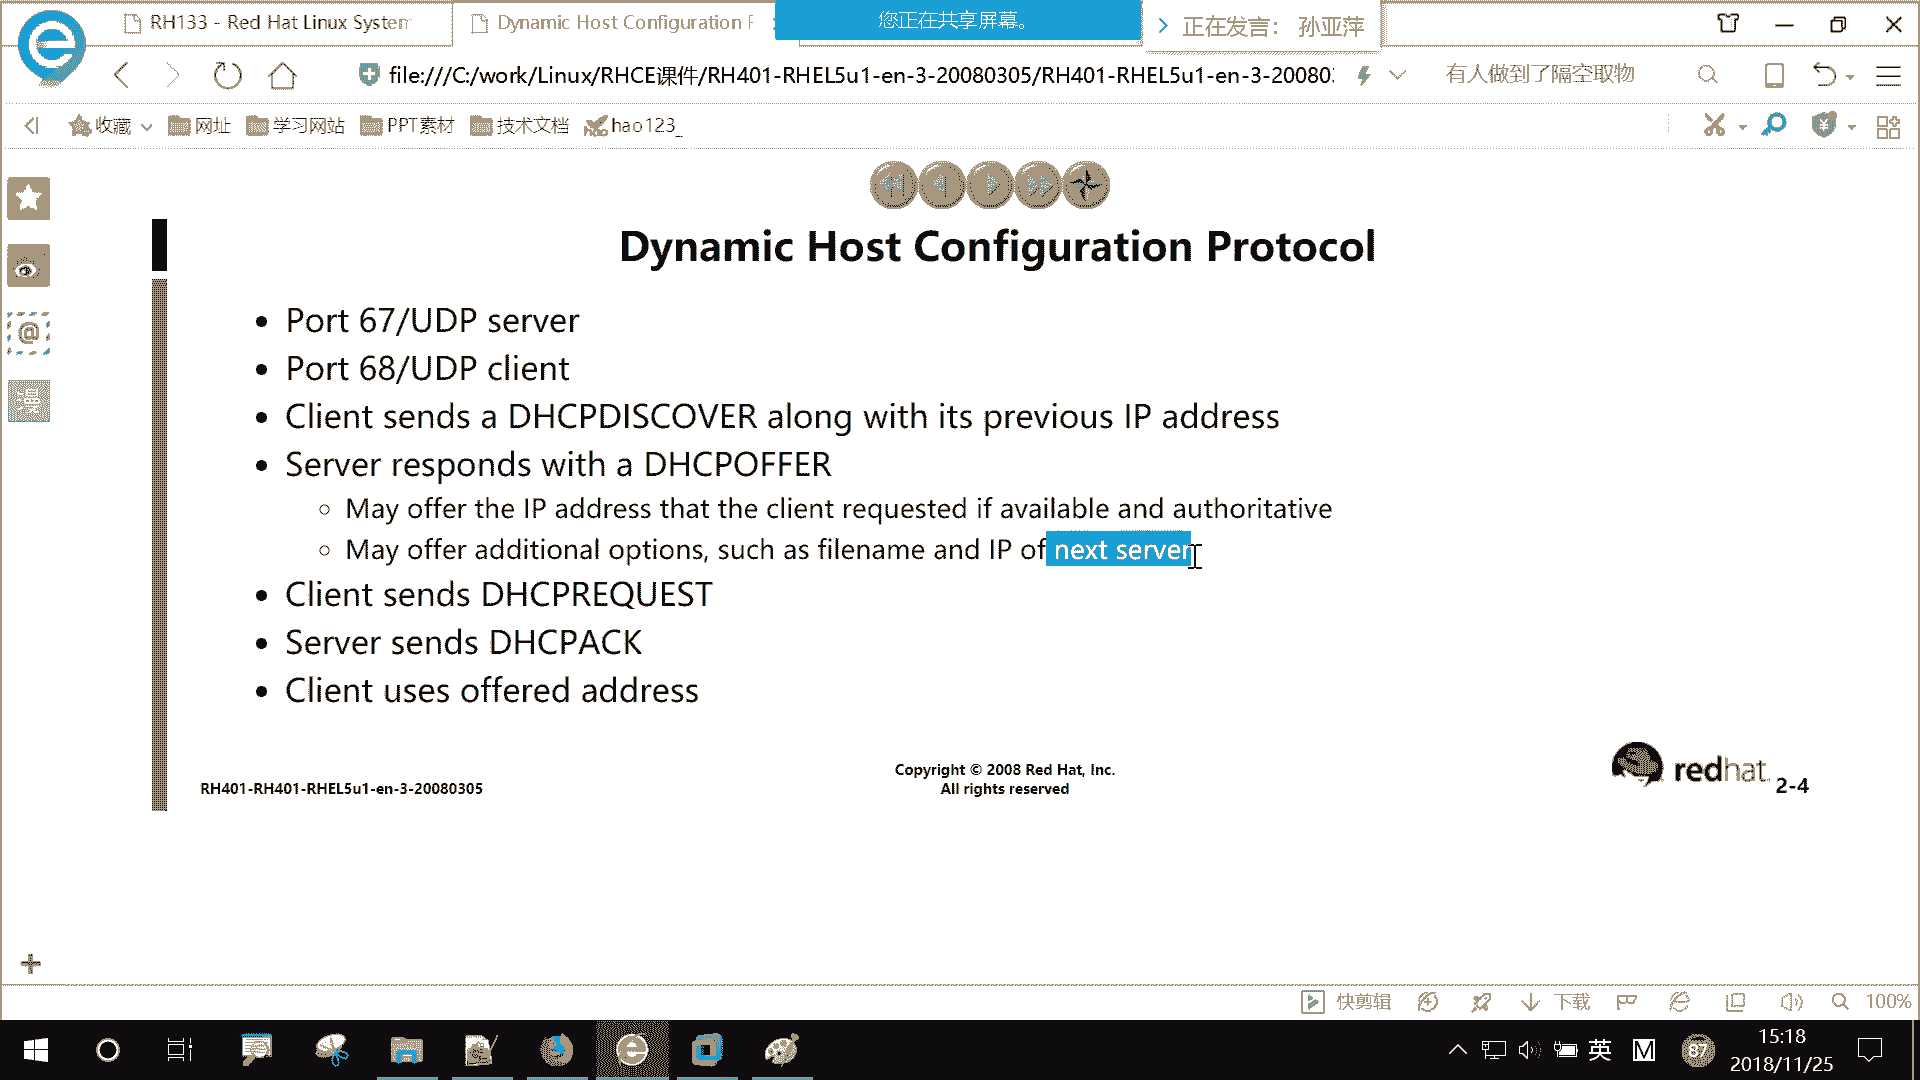 RH133 - Red Hat Linux System
Dynamic Host Configuration P
您正在共享屏幕。
正在发言： 孙亚萍
file:///C:/work/Linux/RHCE课件/RH401-RHEL5u1-en-3-20080305/RH401-RHEL5u1-en-3-20080:
有人做到了隔空取物
收藏
网址
学习网站
PPT素材
技术文档
hao123_
Dynamic Host Configuration Protocol
• Port 67/UDP server
• Port 68/UDP client
• Client sends a DHCPDISCOVER along with its previous IP address
• Server responds with a DHCPOFFER
○ May offer the IP address that the client requested if available and authoritative
○ May offer additional options, such as filename and IP of next server
• Client sends DHCPREQUEST
• Server sends DHCPACK
• Client uses offered address
RH401-RH401-RHEL5u1-en-3-20080305
Copyright © 2008 Red Hat, Inc.
All rights reserved
redhat
2-4
快剪辑
下载
100%
英
M
87
15:18
2018/11/25